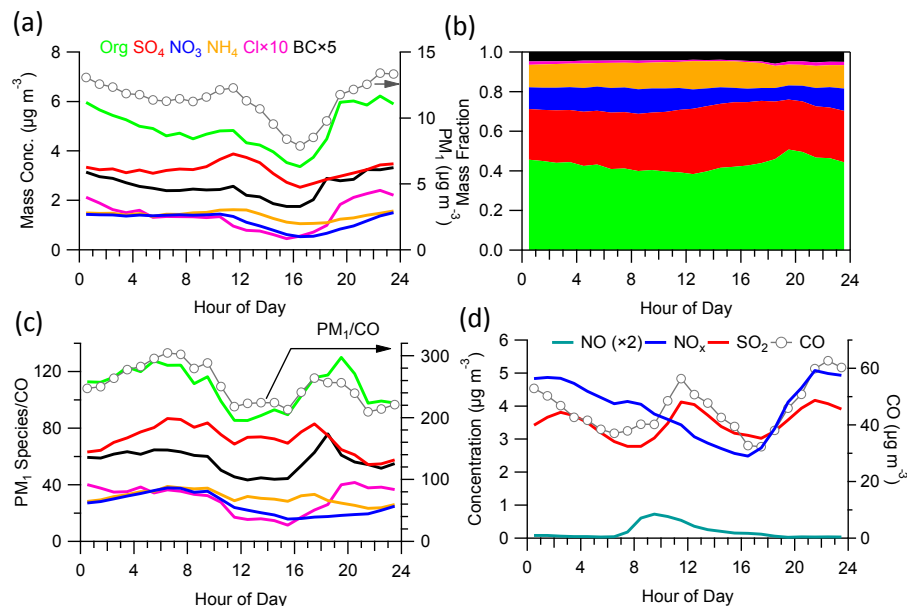 (a)
Org SO4 NO3 NH4 Cl×10 BC×5
8
6
4
2
0
Mass Conc. (µg m-3)
15
10
5
0
PM1 (µg m-3)
0 4 8 12 16 20 24
Hour of Day
(b)
1.0
0.8
0.6
0.4
0.2
0.0
Mass Fraction
0 4 8 12 16 20 24
Hour of Day
(c)
PM1/CO
120
80
40
0
PM1 Species/CO
300
200
100
0
0 4 8 12 16 20 24
Hour of Day
(d)
NO (×2) NOx SO2 CO
6
5
4
3
2
1
0
Concentration (µg m-3)
60
40
20
0
CO (µg m-3)
0 4 8 12 16 20 24
Hour of Day